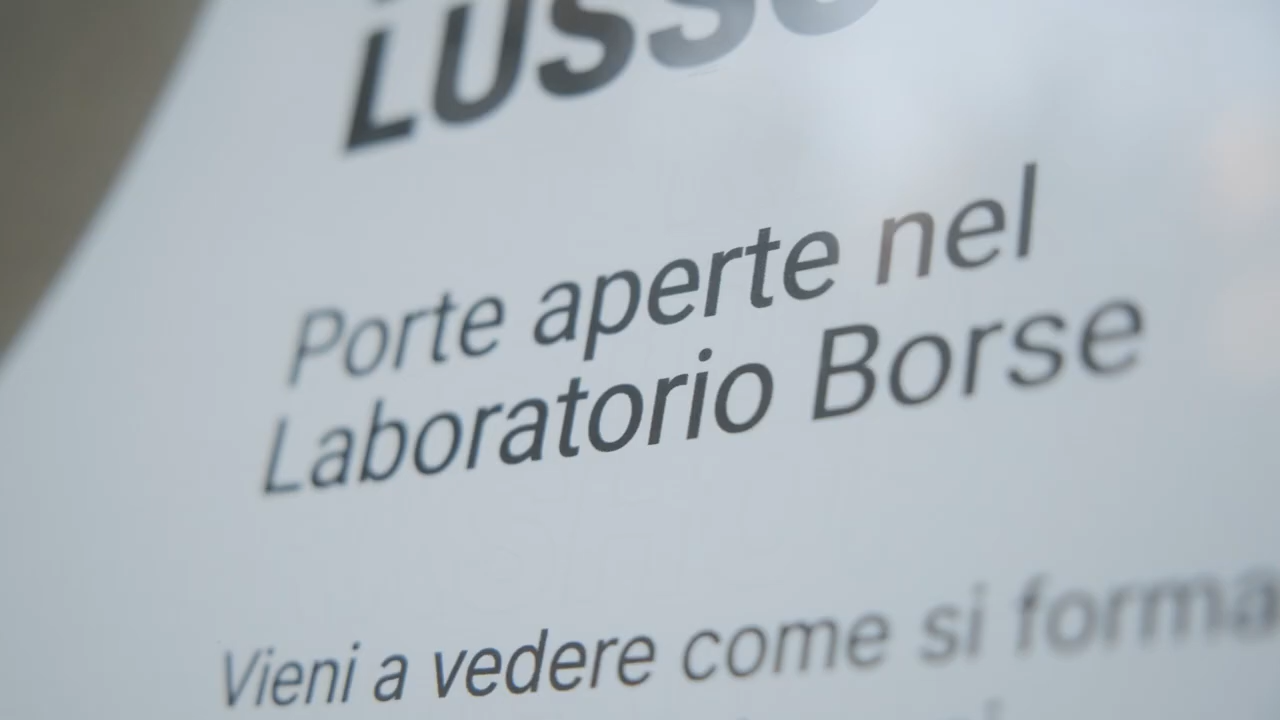 LUSSO
Porte aperte nel
Laboratorio Borse
Vieni a vedere come si forma